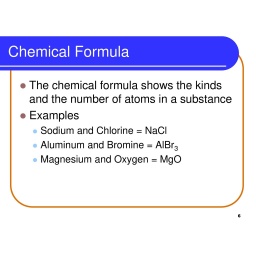 Chemical Formula
The chemical formula shows the kinds
and the number of atoms in a substance
Examples
Sodium and Chlorine = NaCl
Aluminum and Bromine = AlBr₃
Magnesium and Oxygen = MgO
6